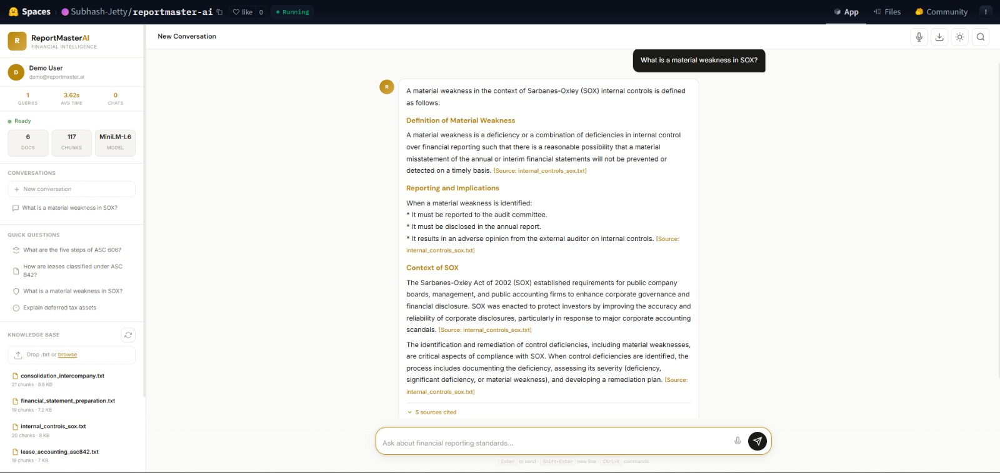 Spaces
Subhash-Jetty/reportmaster-ai
like 0
Running
App
Files
Community
R
ReportMasterAI
FINANCIAL INTELLIGENCE
D
Demo User
demo@reportmaster.ai
1 3.62s 0
QUERIES AVG TIME CHATS
Ready
6 117 MiniLM-L6
DOCS CHUNKS MODEL
CONVERSATIONS
+ New conversation
What is a material weakness in SOX?
QUICK QUESTIONS
What are the five steps of ASC 606?
How are leases classified under ASC
842?
What is a material weakness in SOX?
Explain deferred tax assets
KNOWLEDGE BASE
Drop .txt or browse
consolidation_intercompany.txt
21 chunks · 8.6 KB
financial_statement_preparation.txt
19 chunks · 7.2 KB
internal_controls_sox.txt
20 chunks · 8 KB
lease_accounting_asc842.txt
18 chunks · 7 KB
New Conversation
What is a material weakness in SOX?
R
A material weakness in the context of Sarbanes-Oxley (SOX) internal controls is defined
as follows:
Definition of Material Weakness
A material weakness is a deficiency or a combination of deficiencies in internal control
over financial reporting such that there is a reasonable possibility that a material
misstatement of the annual or interim financial statements will not be prevented or
detected on a timely basis. [Source: internal_controls_sox.txt]
Reporting and Implications
When a material weakness is identified:
* It must be reported to the audit committee.
* It must be disclosed in the annual report.
* It results in an adverse opinion from the external auditor on internal controls. [Source:
internal_controls_sox.txt]
Context of SOX
The Sarbanes-Oxley Act of 2002 (SOX) established requirements for public company
boards, management, and public accounting firms to enhance corporate governance and
financial disclosure. SOX was enacted to protect investors by improving the accuracy and
reliability of corporate disclosures, particularly in response to major corporate accounting
scandals. [Source: internal_controls_sox.txt]
The identification and remediation of control deficiencies, including material weaknesses,
are critical aspects of compliance with SOX. When control deficiencies are identified, the
process includes documenting the deficiency, assessing its severity (deficiency,
significant deficiency, or material weakness), and developing a remediation plan. [Source:
internal_controls_sox.txt]
5 sources cited
Ask about financial reporting standards...
Enter to send · Shift+Enter new line · Ctrl+K commands